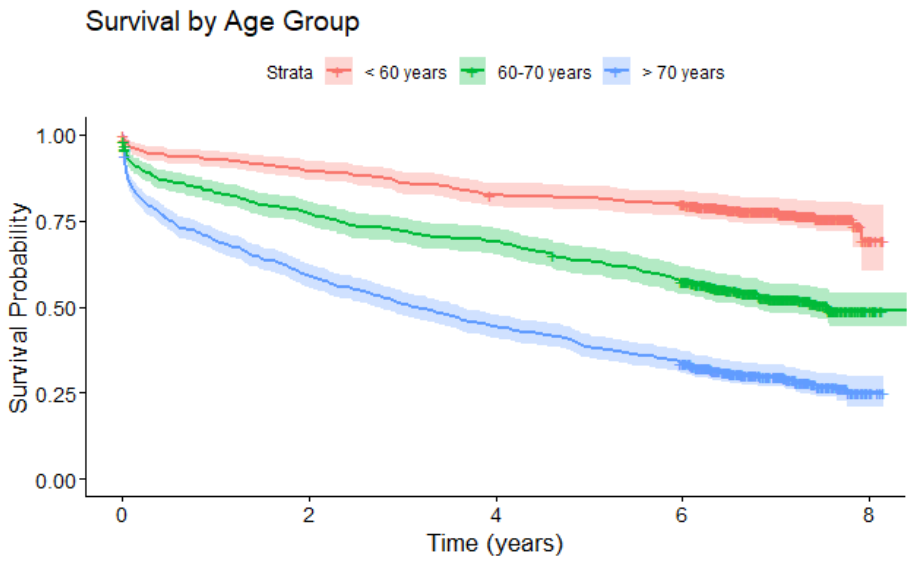 Survival by Age Group
Strata < 60 years 60-70 years > 70 years
Survival Probability
1.00
0.75
0.50
0.25
0.00
0 2 4 6 8
Time (years)